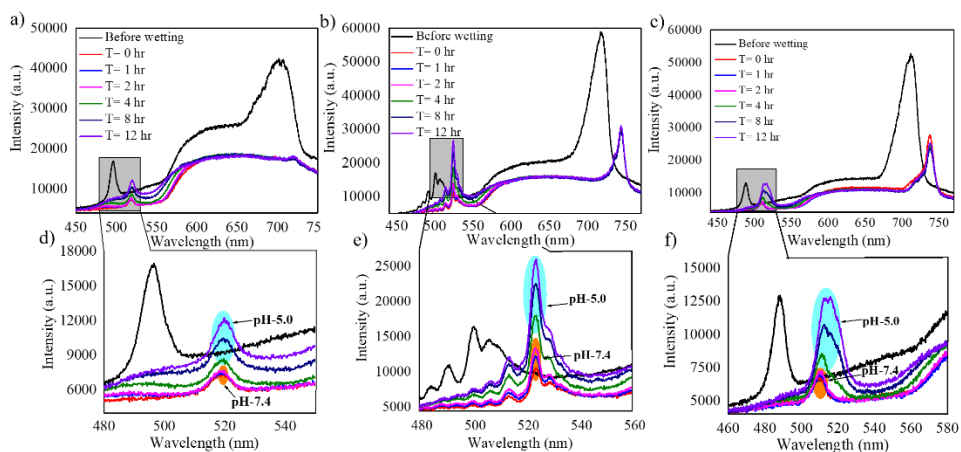 a)
50000
40000
30000
20000
10000
Intensity (a.u.)
Before wetting
T= 0 hr
T= 1 hr
T= 2 hr
T= 4 hr
T= 8 hr
T= 12 hr
450 500 550 600 650 700 750
Wavelength (nm)
b)
60000
50000
40000
30000
20000
10000
Intensity (a.u.)
Before wetting
T= 0 hr
T= 1 hr
T= 2 hr
T= 4 hr
T= 8 hr
T= 12 hr
450 500 550 600 650 700 750
Wavelength (nm)
c)
60000
50000
40000
30000
20000
10000
Intensity (a.u.)
Before wetting
T= 0 hr
T= 1 hr
T= 2 hr
T= 4 hr
T= 8 hr
T= 12 hr
450 500 550 600 650 700 750
Wavelength (nm)
d)
18000
15000
12000
9000
6000
Intensity (a.u.)
pH-5.0
pH-7.4
480 500 520 540
Wavelength (nm)
e)
25000
20000
15000
10000
5000
Intensity (a.u.)
pH-5.0
pH-7.4
480 500 520 540 560
Wavelength (nm)
f)
15000
12500
10000
7500
5000
Intensity (a.u.)
pH-5.0
pH-7.4
460 480 500 520 540 560 580
Wavelength (nm)